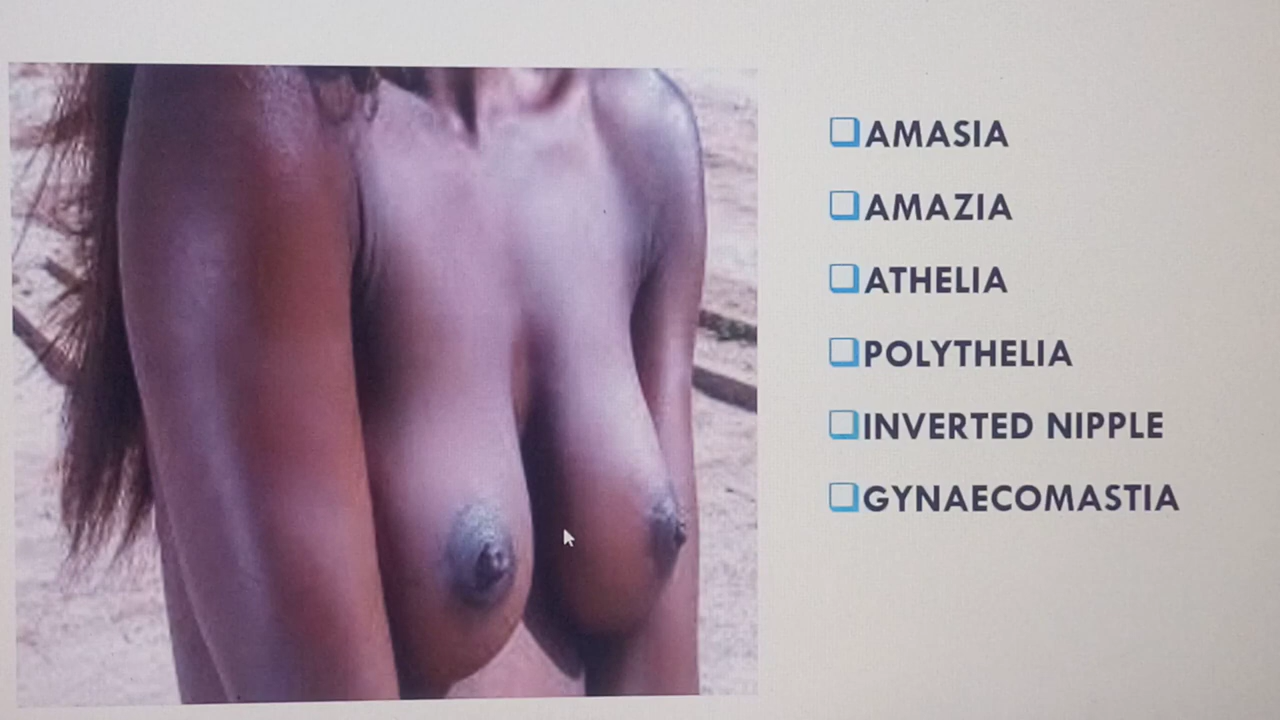 AMASIA
AMAZIA
ATHELIA
POLYTHELIA
INVERTED NIPPLE
GYNAECOMASTIA